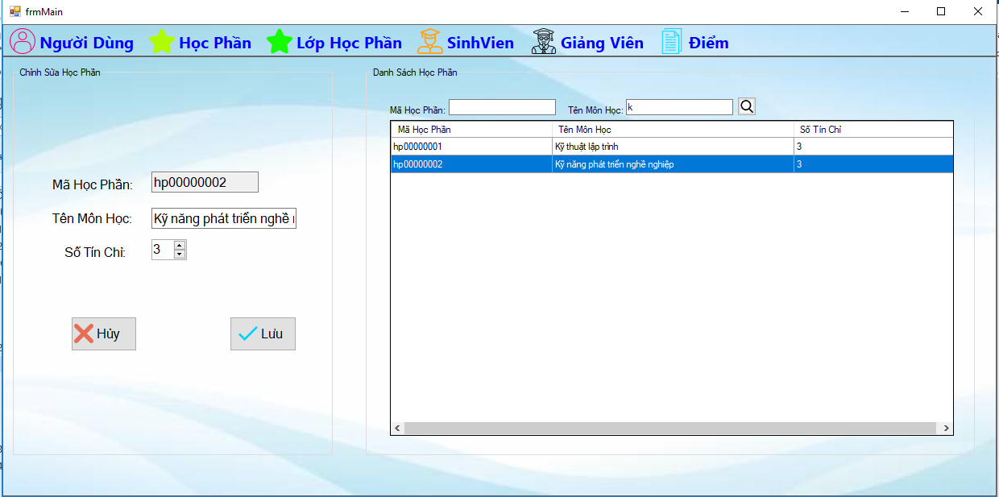 frmMain
Người Dùng Học Phần Lớp Học Phần SinhVien Giảng Viên Điểm
Chỉnh Sửa Học Phần
Mã Học Phần: hp00000002
Tên Môn Học: Kỹ năng phát triển nghề
Số Tín Chỉ: 3
Hủy Lưu
Danh Sách Học Phần
Mã Học Phần: Tên Môn Học: k
Mã Học Phần Tên Môn Học Số Tín Chỉ
hp00000001 Kỹ thuật lập trình 3
hp00000002 Kỹ năng phát triển nghề nghiệp 3